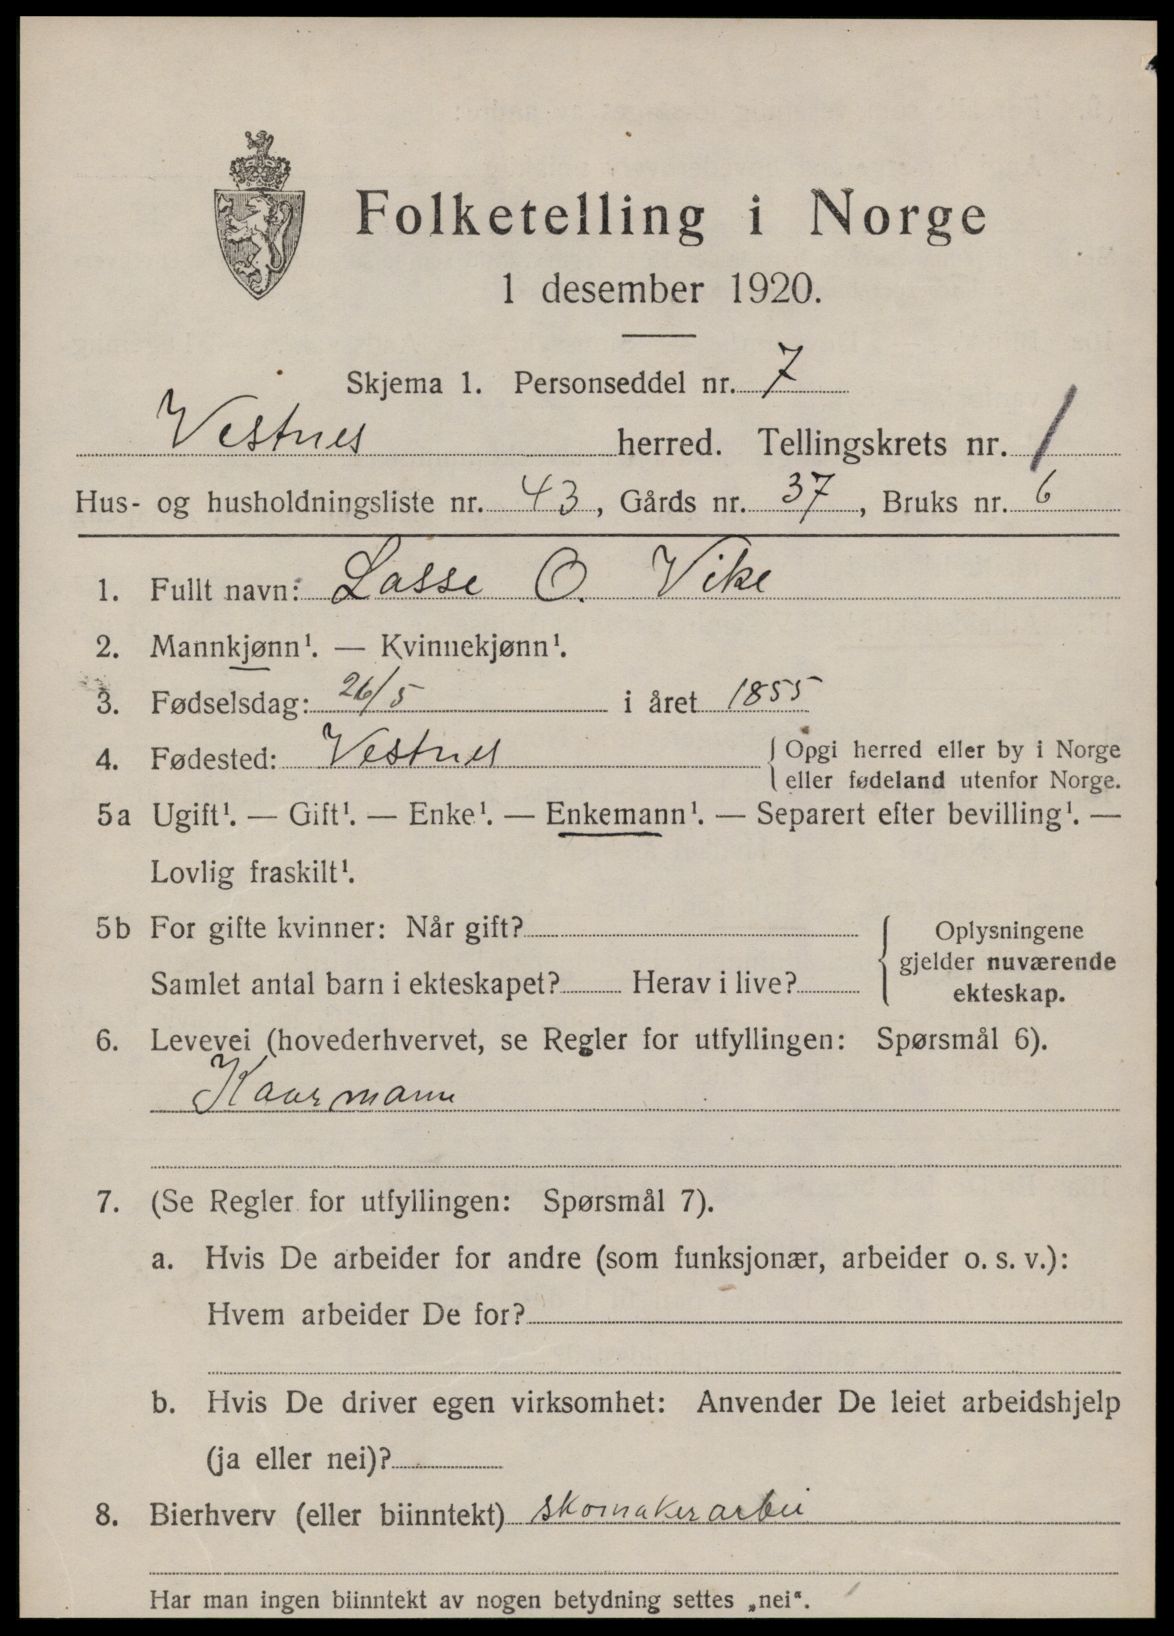 Folketelling i Norge
1 desember 1920.
Skjema 1. Personseddel nr. 7
Vestnes herred. Tellingskrets nr. 1
Hus- og husholdningsliste nr. 43, Gårds nr. 37, Bruks nr. 6
1. Fullt navn: Lasse O. Vike
2. Mannkjønn¹. — Kvinnekjønn¹.
3. Fødselsdag: 26/5 i året 1855
4. Fødested: Vestnes { Opgi herred eller by i Norge
eller fødeland utenfor Norge.
5a Ugift¹. — Gift¹. — Enke¹. — Enkemann¹. — Separert efter bevilling¹. —
Lovlig fraskilt¹.
5b For gifte kvinner: Når gift?
Samlet antal barn i ekteskapet? Herav i live?
{ Oplysningene
gjelder nuværende
ekteskap.
6. Levevei (hovederhvervet, se Regler for utfyllingen: Spørsmål 6).
Kaarmann
7. (Se Regler for utfyllingen: Spørsmål 7).
a. Hvis De arbeider for andre (som funksjonær, arbeider o. s. v.):
Hvem arbeider De for?
b. Hvis De driver egen virksomhet: Anvender De leiet arbeidshjelp
(ja eller nei)?
8. Bierhverv (eller biinntekt) skomakerarbei
Har man ingen biinntekt av nogen betydning settes „nei“.